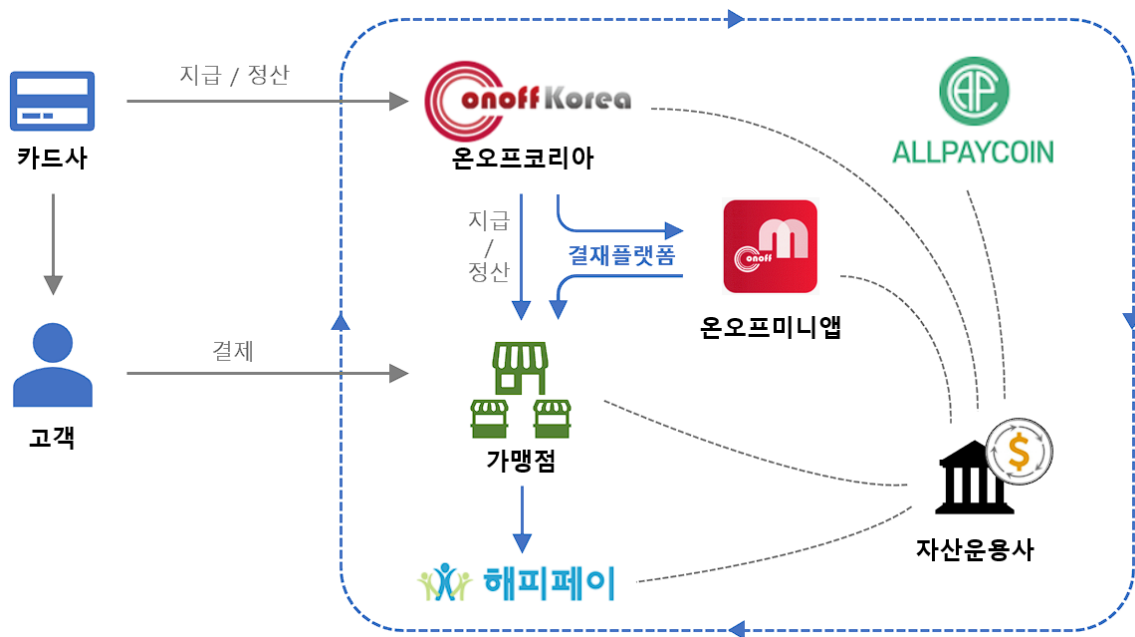 지급 / 정산
onoff Korea
온오프코리아
카드사
AP
ALLPAYCOIN
지급
/
정산
결재플랫폼
m
Conoff
온오프미니앱
결제
고객
가맹점
$
자산운용사
해피페이